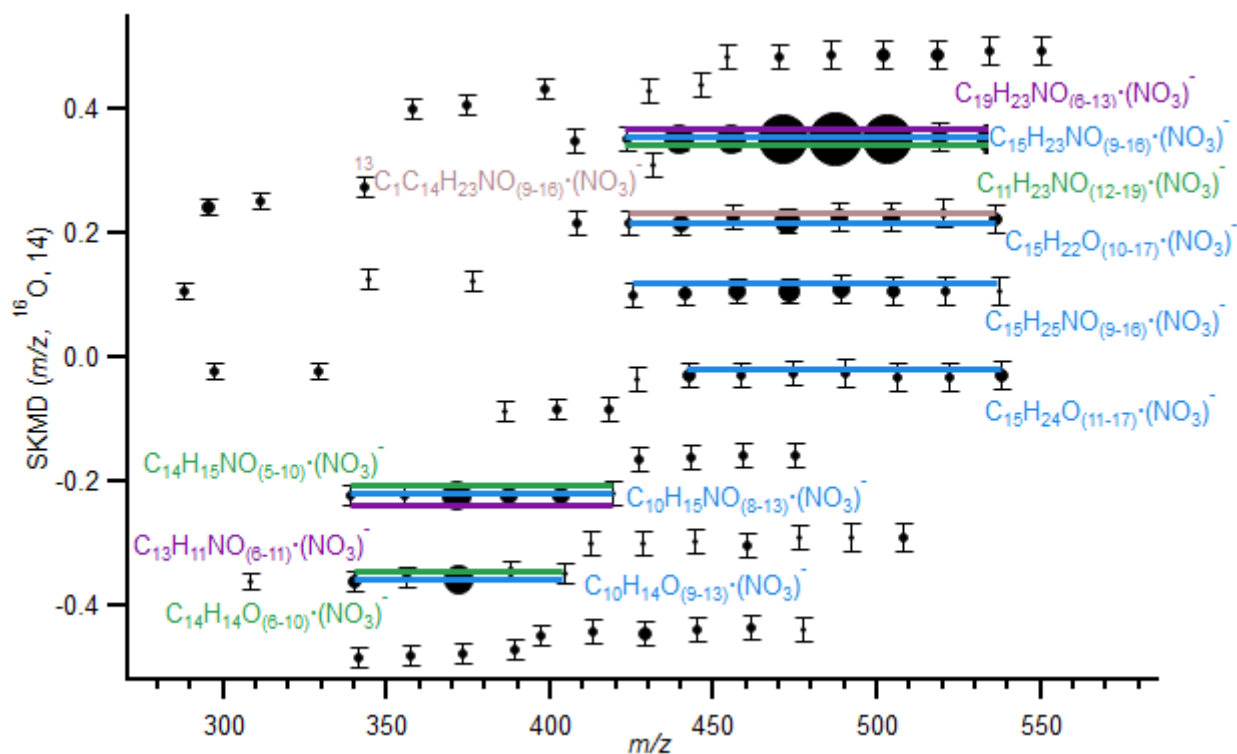 SKMD (m/z, ¹⁶O, 14)
0.4
0.2
0.0
-0.2
-0.4
C₁₉H₂₃NO₍₆₋₁₃₎·(NO₃)⁻
C₁₅H₂₃NO₍₉₋₁₆₎·(NO₃)⁻
¹³C₁C₁₄H₂₃NO₍₉₋₁₆₎·(NO₃)⁻
C₁₁H₂₃NO₍₁₂₋₁₉₎·(NO₃)⁻
C₁₅H₂₂O₍₁₀₋₁₇₎·(NO₃)⁻
C₁₅H₂₅NO₍₉₋₁₆₎·(NO₃)⁻
C₁₅H₂₄O₍₁₁₋₁₇₎·(NO₃)⁻
C₁₄H₁₅NO₍₅₋₁₀₎·(NO₃)⁻
C₁₀H₁₅NO₍₈₋₁₃₎·(NO₃)⁻
C₁₃H₁₁NO₍₆₋₁₁₎·(NO₃)⁻
C₁₀H₁₄O₍₉₋₁₃₎·(NO₃)⁻
C₁₄H₁₄O₍₆₋₁₀₎·(NO₃)⁻
300 350 400 450 500 550
m/z